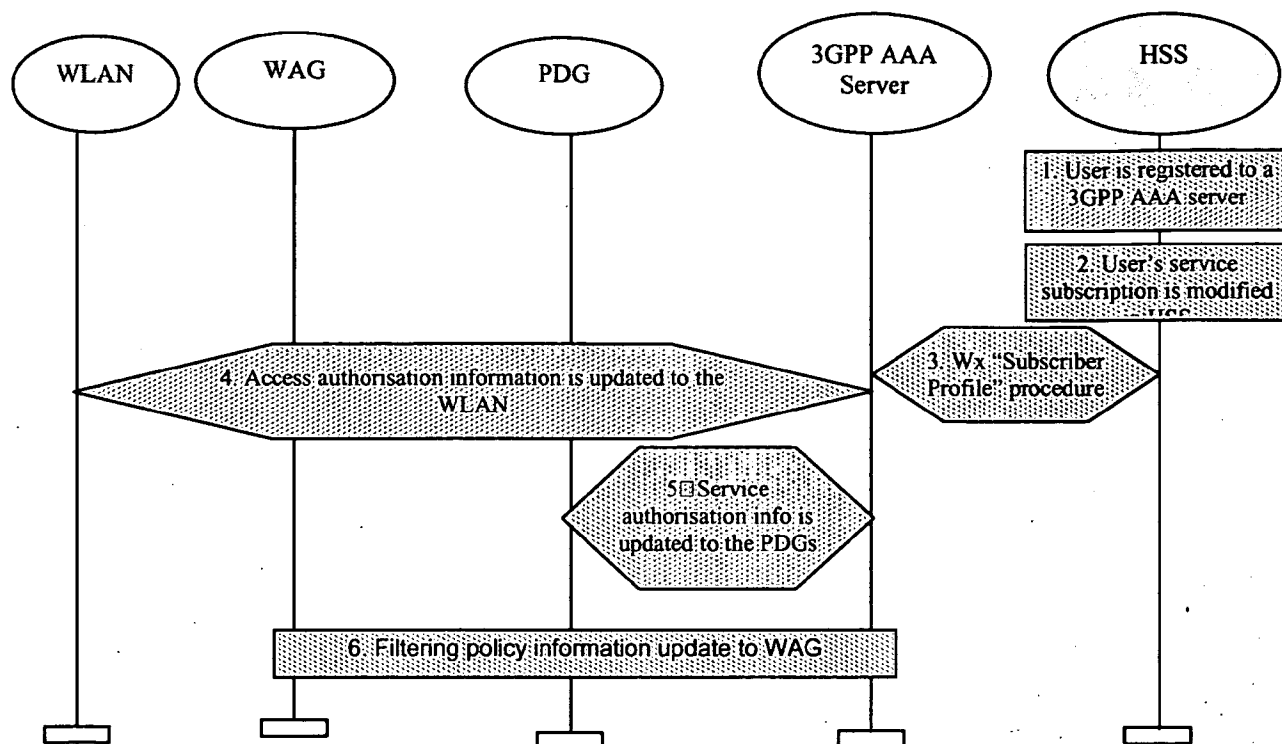 WLAN
WAG
PDG
3GPP AAA
Server
HSS
1. User is registered to a
3GPP AAA server
2. User's service
subscription is modified
3. Wx "Subscriber
Profile" procedure
4. Access authorisation information is updated to the
WLAN
5□Service
authorisation info is
updated to the PDGs
6. Filtering policy information update to WAG